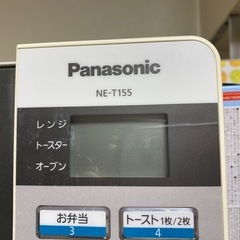 Panasonic
NE-T155
レンジ
トースター
オーブン
お弁当
3
トースト1枚/2枚
4